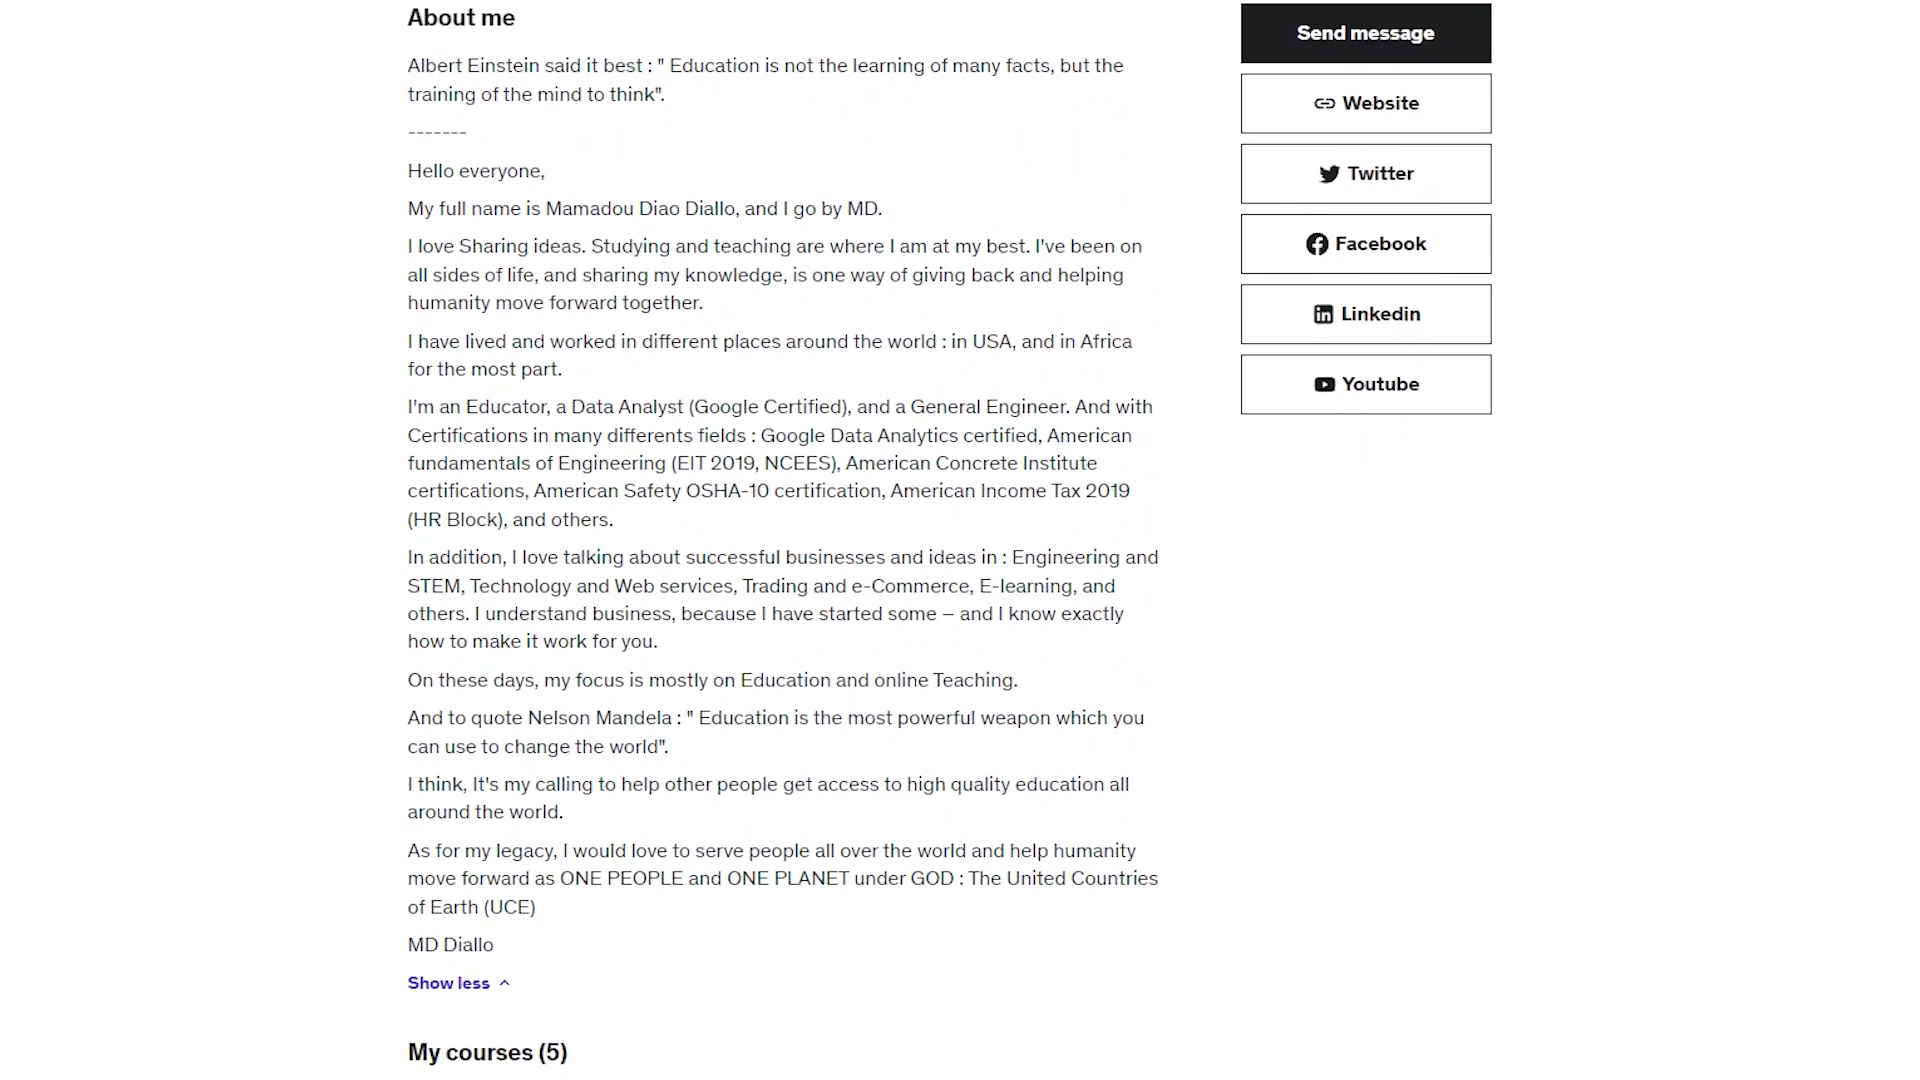 About me
Albert Einstein said it best : " Education is not the learning of many facts, but the
training of the mind to think".
-------
Hello everyone,
My full name is Mamadou Diao Diallo, and I go by MD.
I love Sharing ideas. Studying and teaching are where I am at my best. I've been on
all sides of life, and sharing my knowledge, is one way of giving back and helping
humanity move forward together.
I have lived and worked in different places around the world : in USA, and in Africa
for the most part.
I'm an Educator, a Data Analyst (Google Certified), and a General Engineer. And with
Certifications in many differents fields : Google Data Analytics certified, American
fundamentals of Engineering (EIT 2019, NCEES), American Concrete Institute
certifications, American Safety OSHA-10 certification, American Income Tax 2019
(HR Block), and others.
In addition, I love talking about successful businesses and ideas in : Engineering and
STEM, Technology and Web services, Trading and e-Commerce, E-learning, and
others. I understand business, because I have started some – and I know exactly
how to make it work for you.
On these days, my focus is mostly on Education and online Teaching.
And to quote Nelson Mandela : " Education is the most powerful weapon which you
can use to change the world".
I think, It's my calling to help other people get access to high quality education all
around the world.
As for my legacy, I would love to serve people all over the world and help humanity
move forward as ONE PEOPLE and ONE PLANET under GOD : The United Countries
of Earth (UCE)
MD Diallo
Show less
My courses (5)
Send message
Website
Twitter
Facebook
Linkedin
Youtube